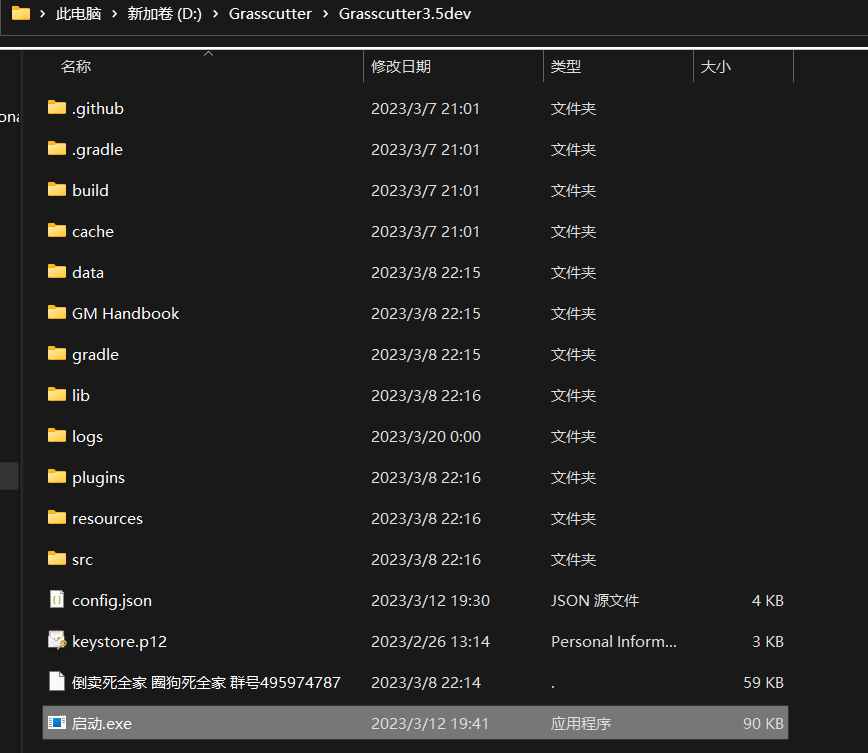 此电脑 > 新加卷 (D:) > Grasscutter > Grasscutter3.5dev
名称 修改日期 类型 大小
.github 2023/3/7 21:01 文件夹
ona
.gradle 2023/3/7 21:01 文件夹
build 2023/3/7 21:01 文件夹
cache 2023/3/7 21:01 文件夹
data 2023/3/8 22:15 文件夹
GM Handbook 2023/3/8 22:15 文件夹
gradle 2023/3/8 22:15 文件夹
lib 2023/3/8 22:16 文件夹
logs 2023/3/20 0:00 文件夹
plugins 2023/3/8 22:16 文件夹
resources 2023/3/8 22:16 文件夹
src 2023/3/8 22:16 文件夹
config.json 2023/3/12 19:30 JSON 源文件 4 KB
keystore.p12 2023/2/26 13:14 Personal Inform... 3 KB
倒卖死全家 圈狗死全家 群号495974787 2023/3/8 22:14 . 59 KB
启动.exe 2023/3/12 19:41 应用程序 90 KB